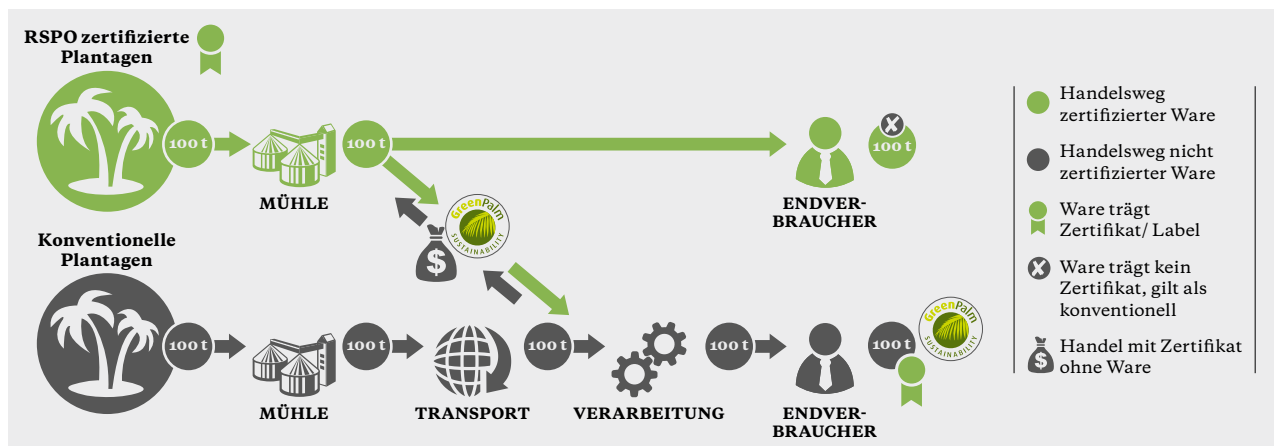 RSPO zertifizierte
Plantagen
100 t
100 t
MÜHLE
ENDVER-
BRAUCHER
100 t
X
GreenPalm
SUSTAINABILITY
$
Konventionelle
Plantagen
100 t
MÜHLE
100 t
TRANSPORT
100 t
VERARBEITUNG
100 t
ENDVER-
BRAUCHER
100 t
GreenPalm
SUSTAINABILITY
Handelsweg
zertifizierter Ware
Handelsweg nicht
zertifizierter Ware
Ware trägt
Zertifikat/ Label
X
Ware trägt kein
Zertifikat, gilt als
konventionell
$
Handel mit Zertifikat
ohne Ware